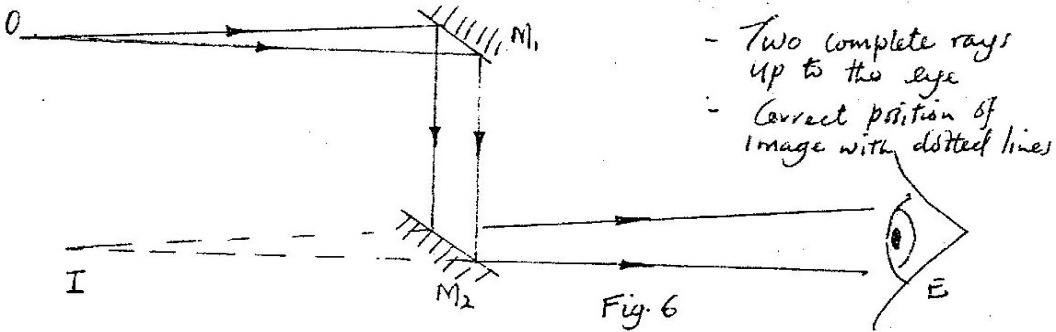 O
M₁
- Two complete rays
up to the eye
- Correct position of
image with dotted lines
I
M₂
Fig. 6
E